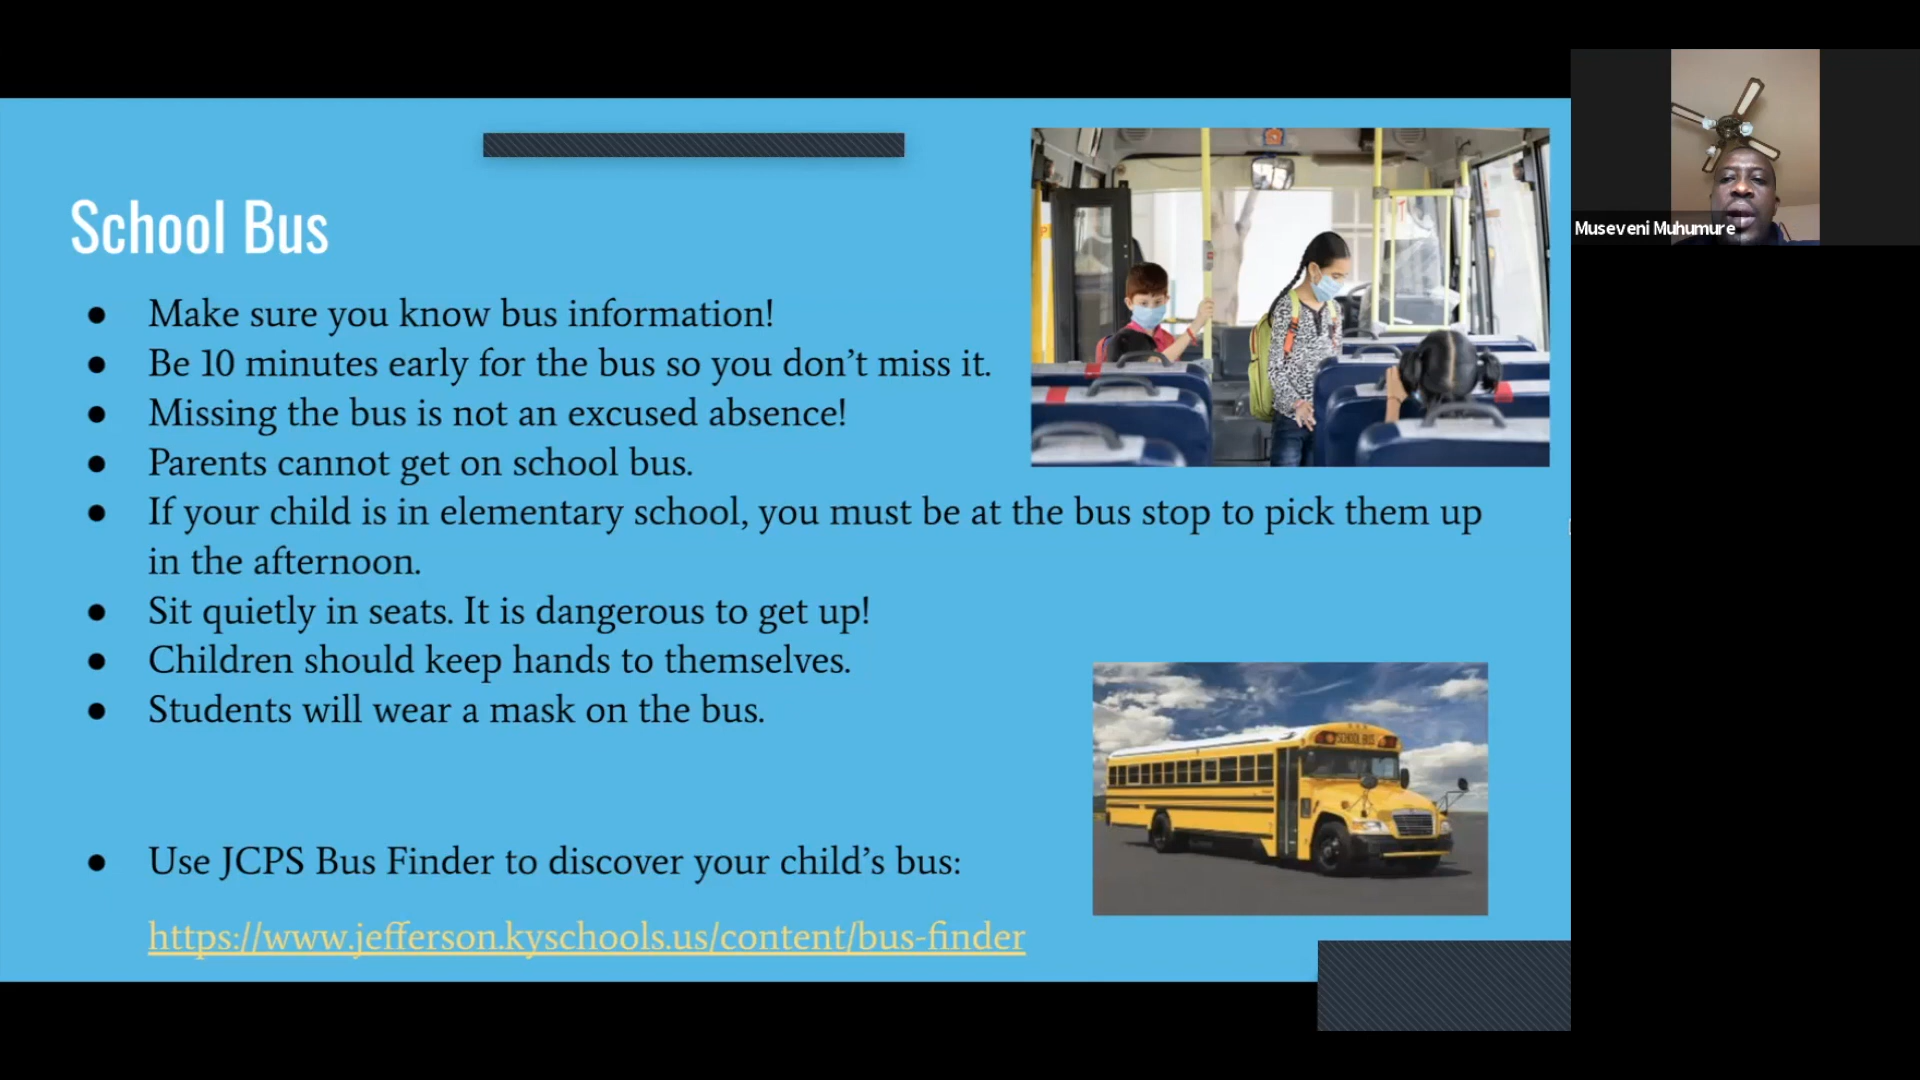 School Bus
● Make sure you know bus information!
● Be 10 minutes early for the bus so you don’t miss it.
● Missing the bus is not an excused absence!
● Parents cannot get on school bus.
● If your child is in elementary school, you must be at the bus stop to pick them up
in the afternoon.
● Sit quietly in seats. It is dangerous to get up!
● Children should keep hands to themselves.
● Students will wear a mask on the bus.
● Use JCPS Bus Finder to discover your child’s bus:
https://www.jefferson.kyschools.us/content/bus-finder
SCHOOL BUS
Museveni Muhumure